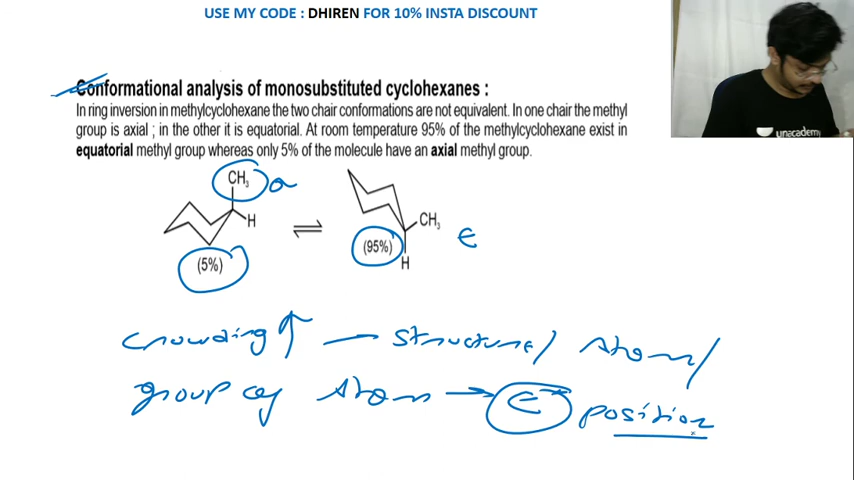 USE MY CODE : DHIREN FOR 10% INSTA DISCOUNT
unacademy
Conformational analysis of monosubstituted cyclohexanes :
In ring inversion in methylcyclohexane the two chair conformations are not equivalent. In one chair the methyl
group is axial ; in the other it is equatorial. At room temperature 95% of the methylcyclohexane exist in
equatorial methyl group whereas only 5% of the molecule have an axial methyl group.
CH₃ a
H
(5%)
⇌
CH₃
(95%)
H
E
crowding ↑ — structure/ Atom/
group of Atom → E position